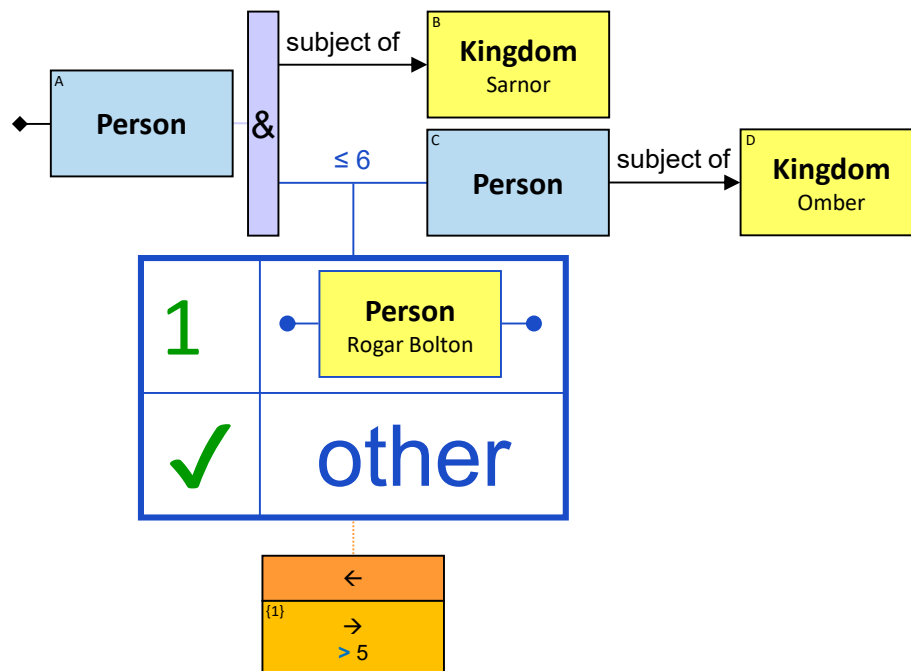 A
Person
&
subject of
B
Kingdom
Sarnor
≤ 6
C
Person
subject of
D
Kingdom
Omber
1
Person
Rogar Bolton
✓
other
←
{1}
→
> 5